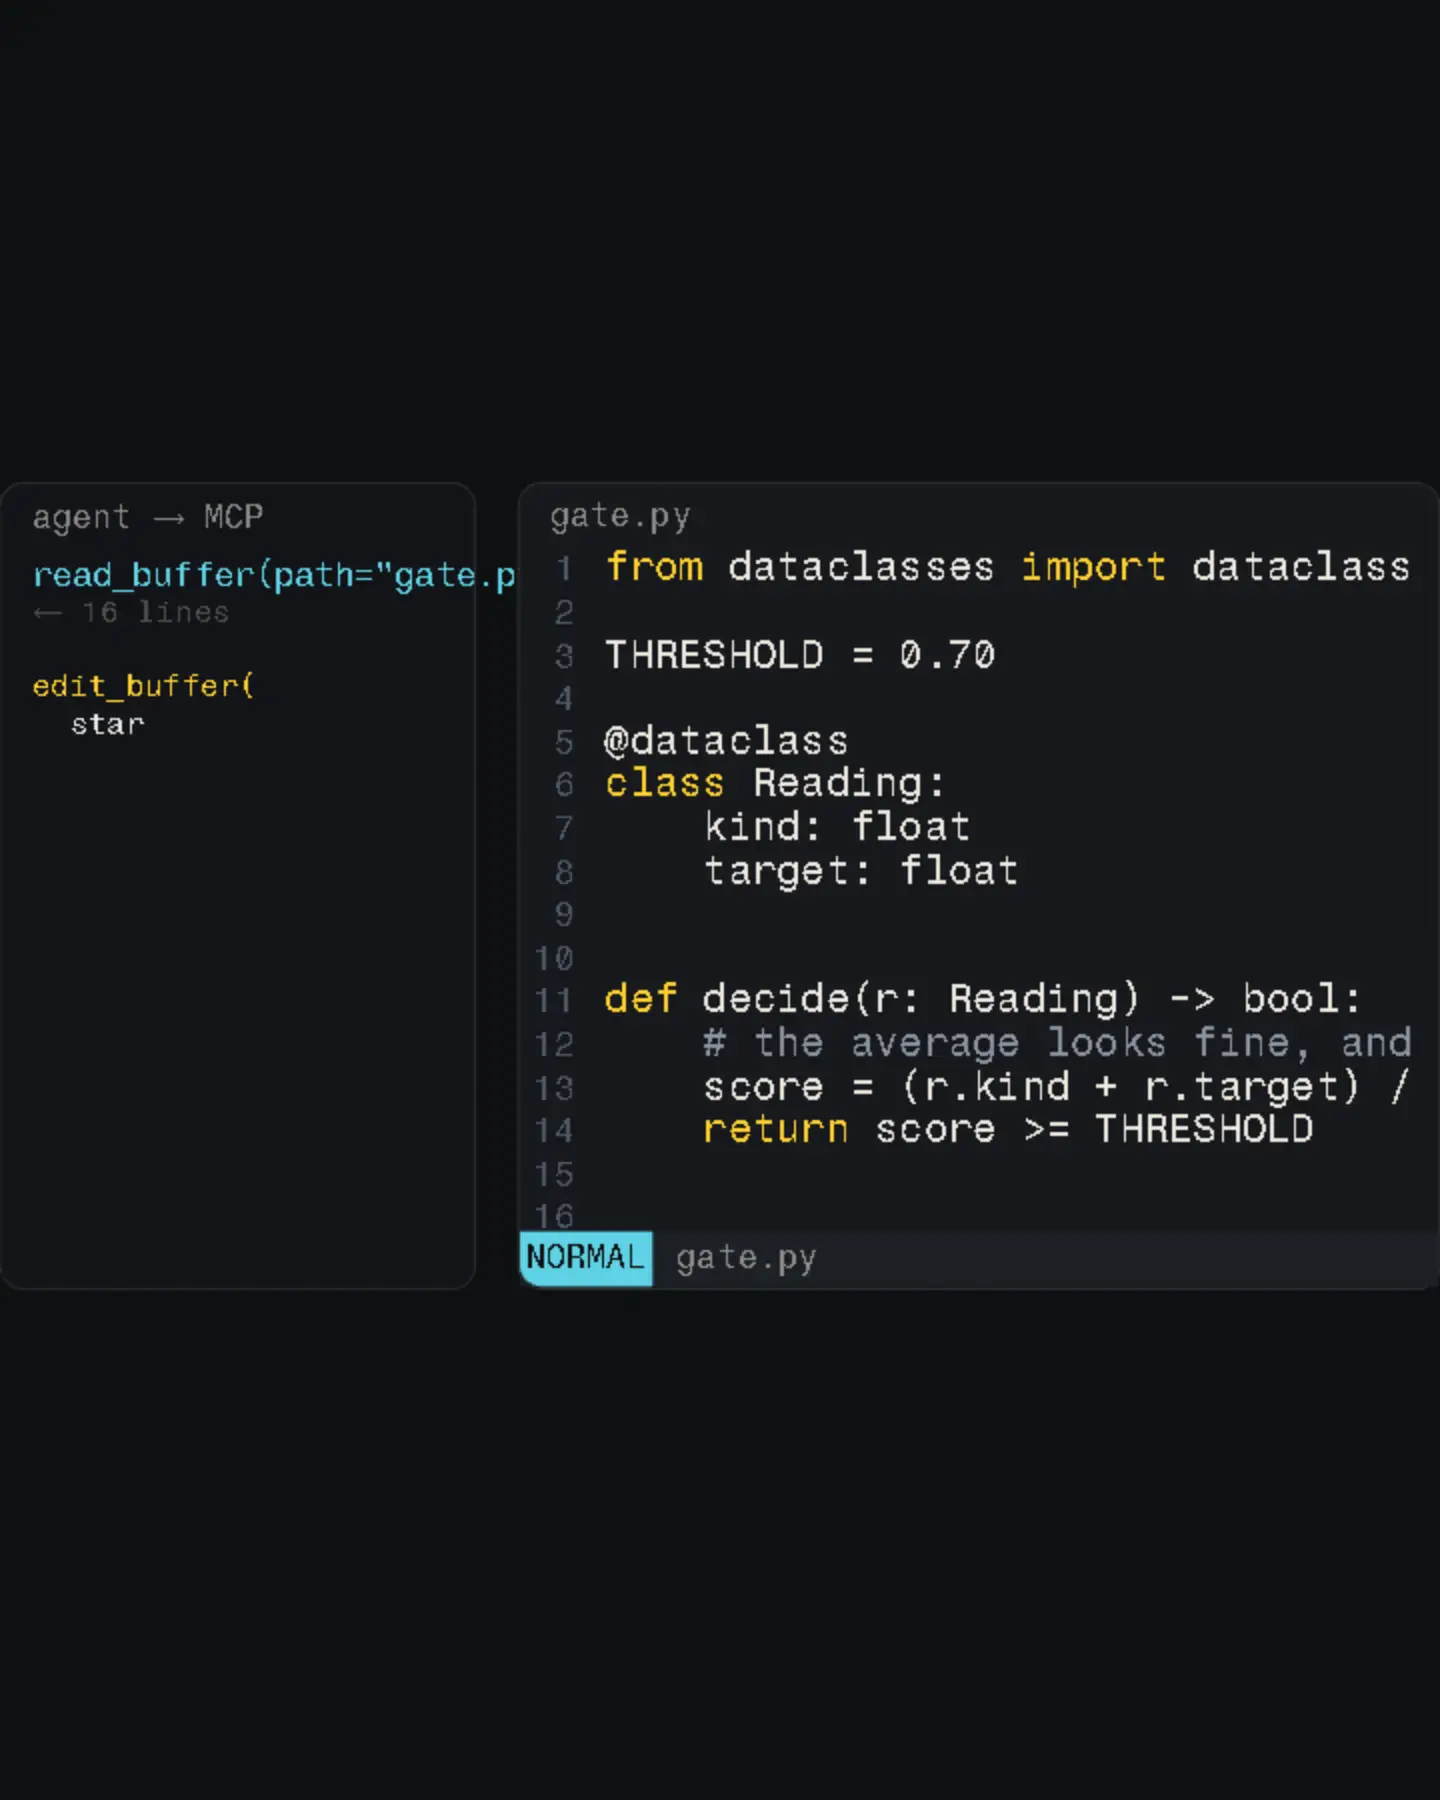 agent → MCP
read_buffer(path="gate.p
← 16 lines
edit_buffer(
star
gate.py
1 from dataclasses import dataclass
2
3 THRESHOLD = 0.70
4
5 @dataclass
6 class Reading:
7 kind: float
8 target: float
9
10
11 def decide(r: Reading) -> bool:
12 # the average looks fine, and
13 score = (r.kind + r.target) /
14 return score >= THRESHOLD
15
16
NORMAL gate.py